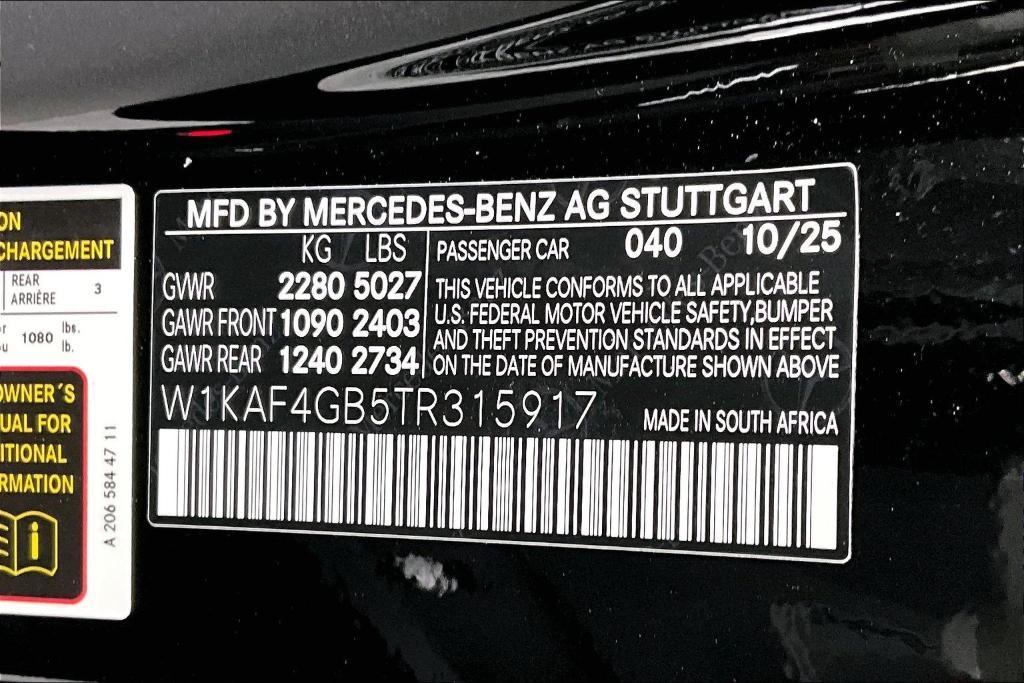 ON
CHARGEMENT
REAR
ARRIÈRE 3
1080 lbs.
lb.
OWNER´S
UAL FOR
ITIONAL
RMATION
A 206 584 47 11
MFD BY MERCEDES-BENZ AG STUTTGART
KG LBS
GVWR 2280 5027
GAWR FRONT 1090 2403
GAWR REAR 1240 2734
PASSENGER CAR 040 10/25
THIS VEHICLE CONFORMS TO ALL APPLICABLE
U.S. FEDERAL MOTOR VEHICLE SAFETY,BUMPER
AND THEFT PREVENTION STANDARDS IN EFFECT
ON THE DATE OF MANUFACTURE SHOWN ABOVE
W1KAF4GB5TR315917
MADE IN SOUTH AFRICA